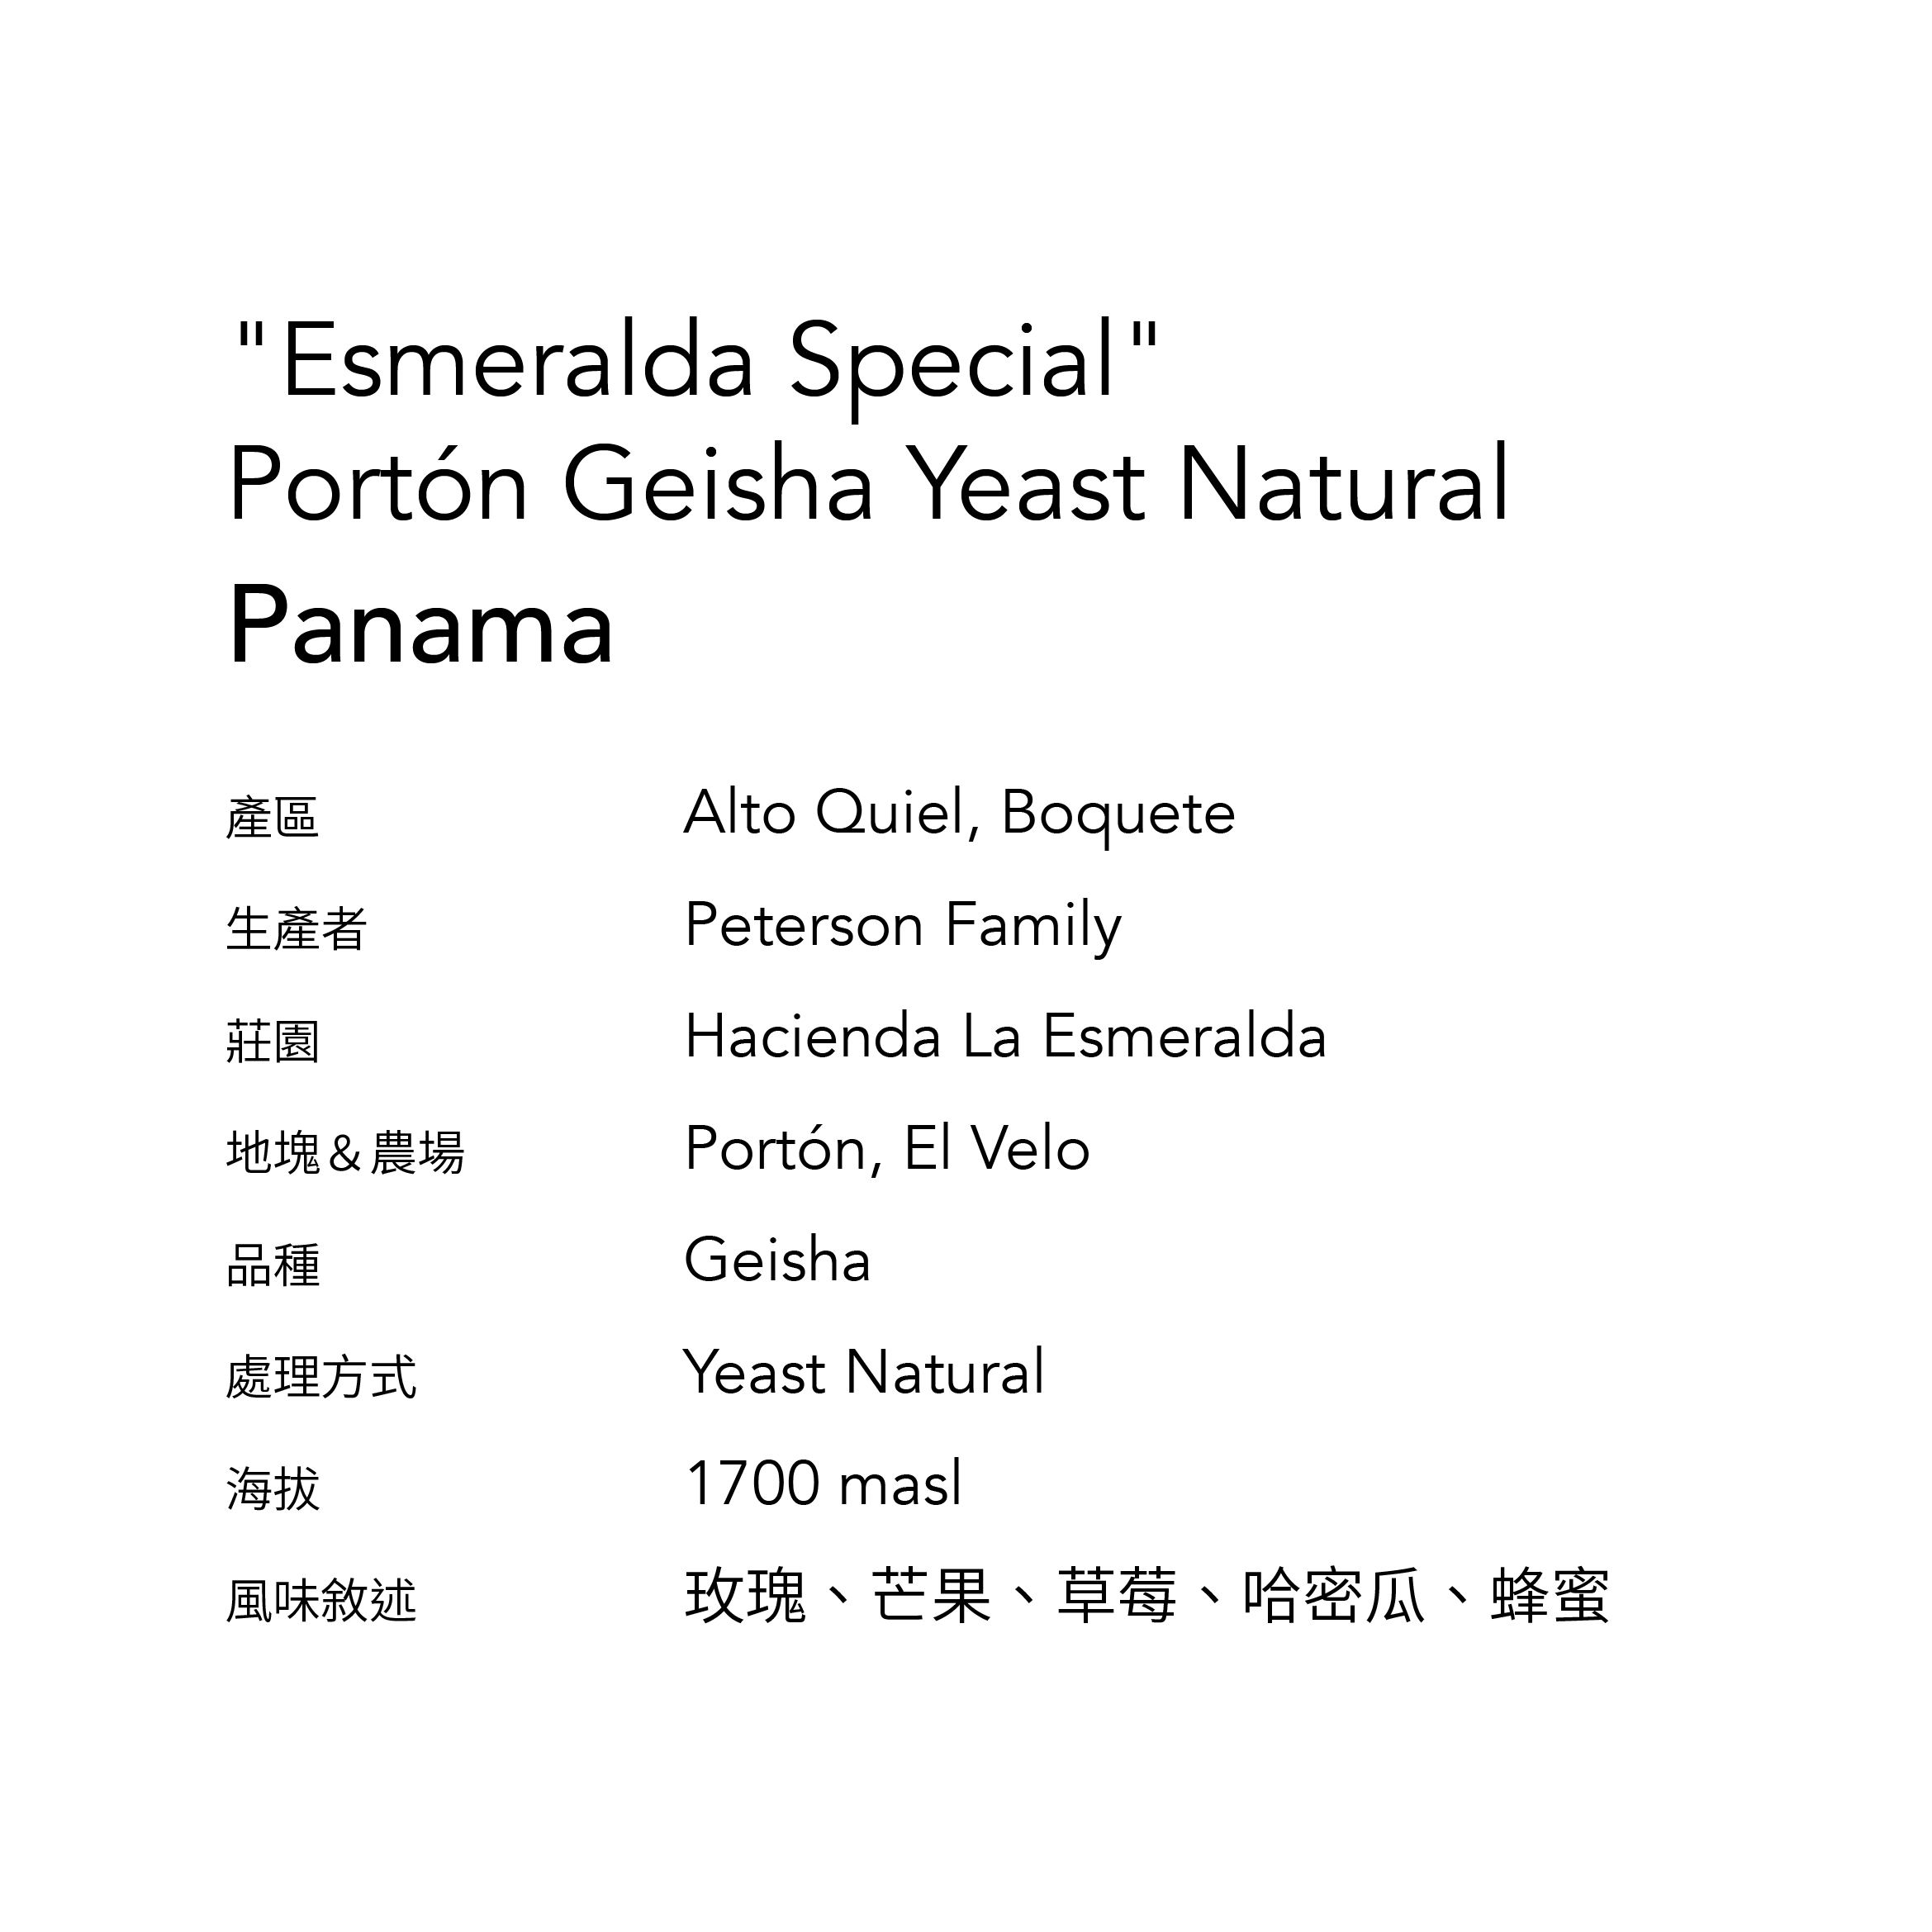 "Esmeralda Special"
Portón Geisha Yeast Natural
Panama
產區 Alto Quiel, Boquete
生產者 Peterson Family
莊園 Hacienda La Esmeralda
地塊&農場 Portón, El Velo
品種 Geisha
處理方式 Yeast Natural
海拔 1700 masl
風味敘述 玫瑰、芒果、草莓、哈密瓜、蜂蜜